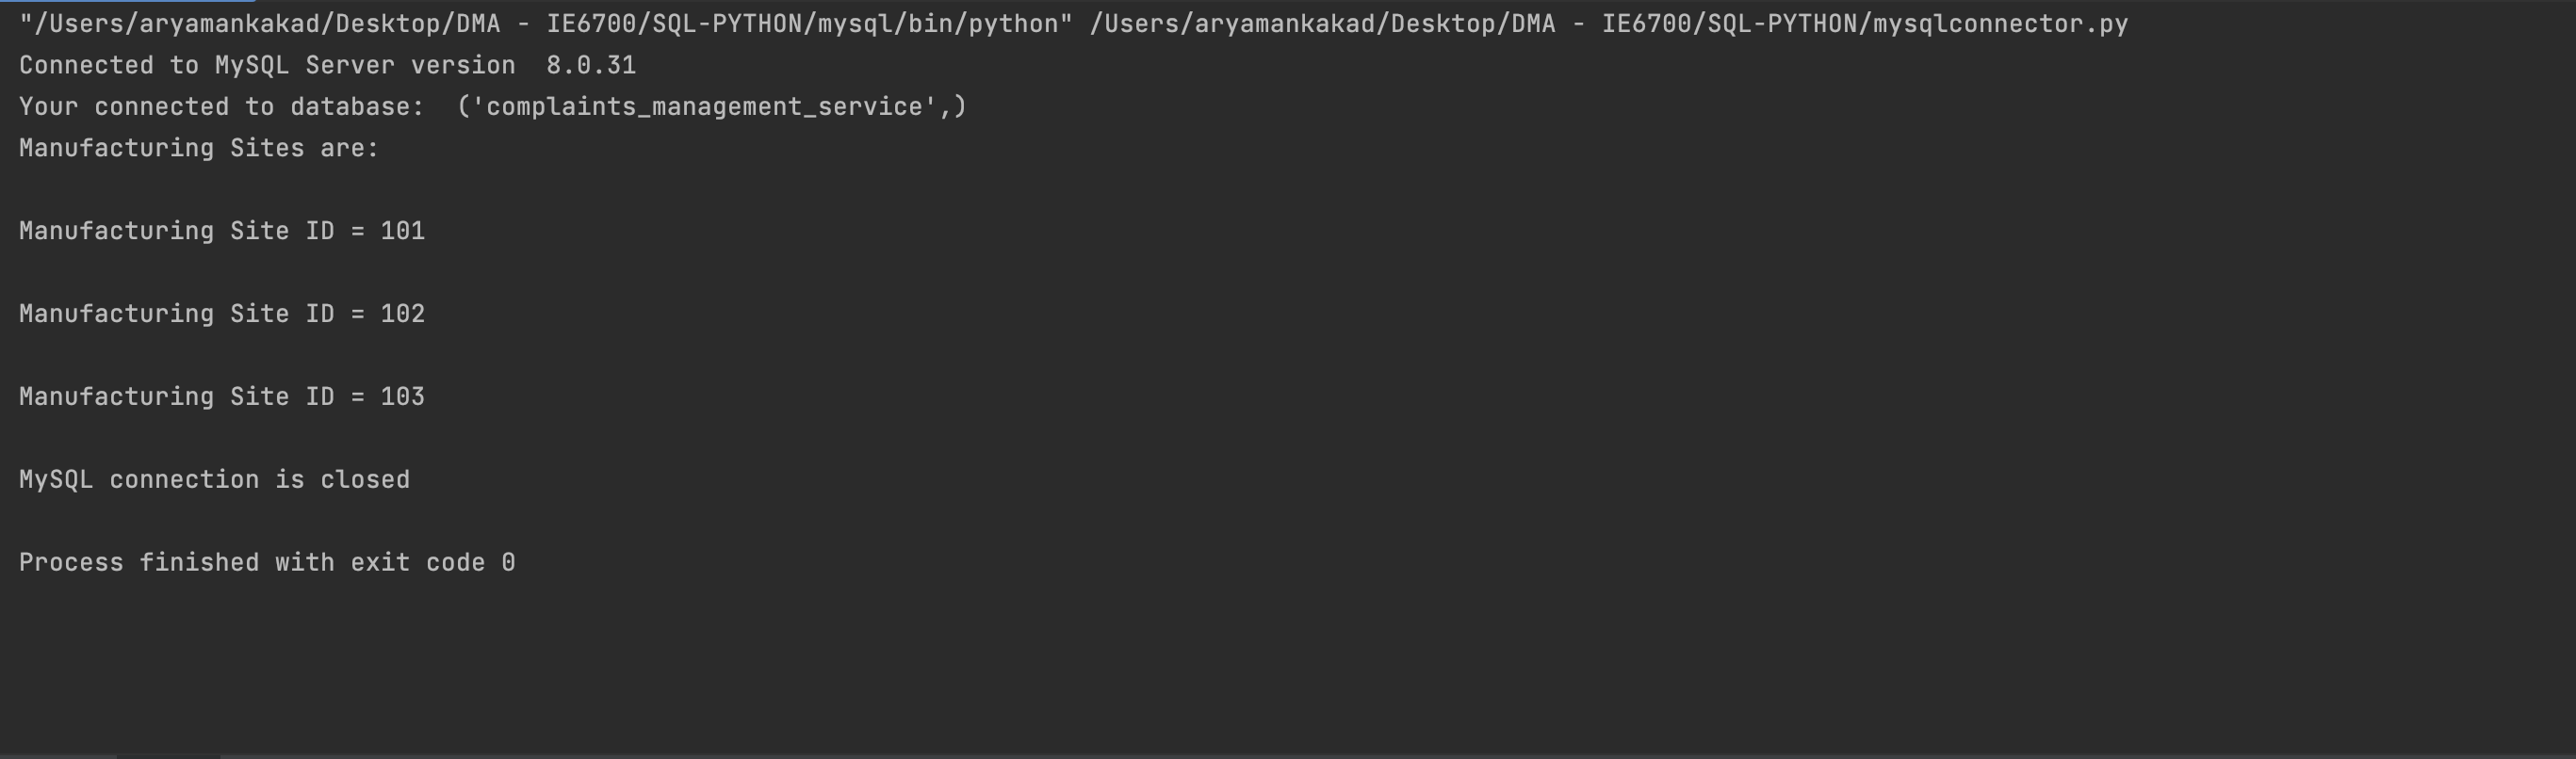 "/Users/aryamankakad/Desktop/DMA - IE6700/SQL-PYTHON/mysql/bin/python" /Users/aryamankakad/Desktop/DMA - IE6700/SQL-PYTHON/mysqlconnector.py
Connected to MySQL Server version  8.0.31
Your connected to database:  ('complaints_management_service',)
Manufacturing Sites are:
Manufacturing Site ID = 101
Manufacturing Site ID = 102
Manufacturing Site ID = 103
MySQL connection is closed
Process finished with exit code 0